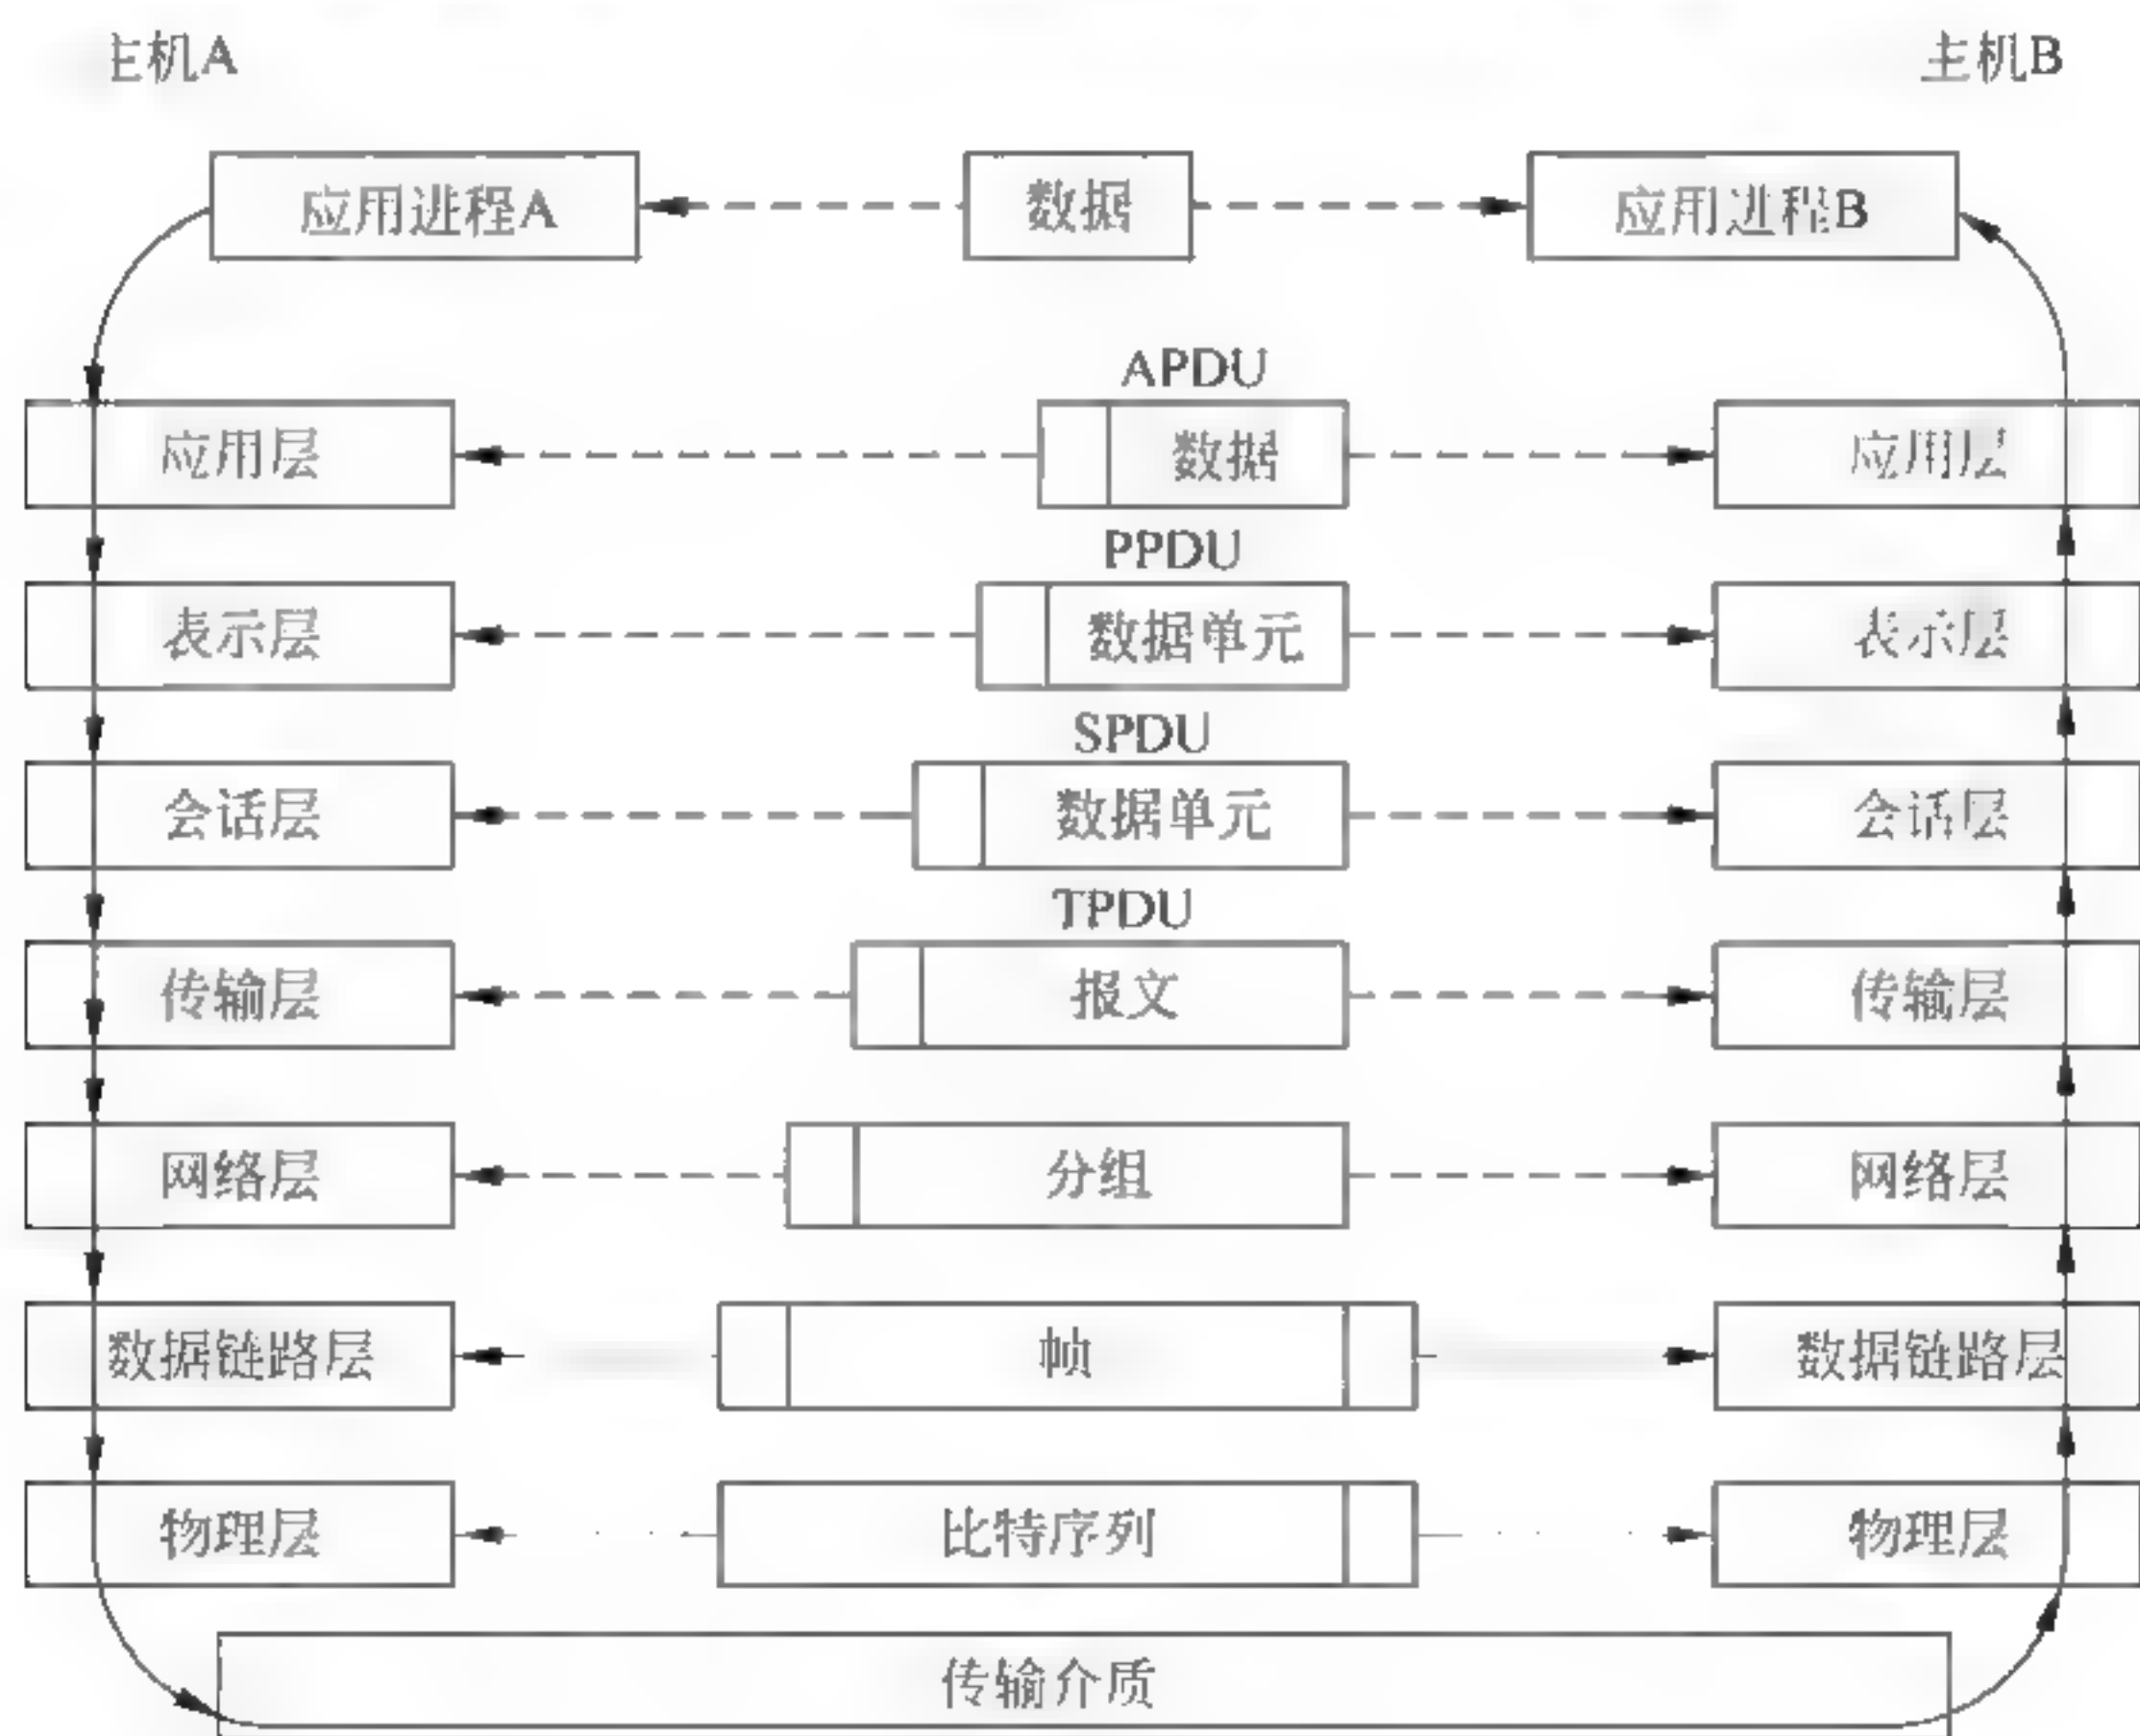 主机A 主机B
应用进程A 数据 应用进程B
APDU
应用层 数据 应用层
PPDU
表示层 数据单元 表示层
SPDU
会话层 数据单元 会话层
TPDU
传输层 报文 传输层
网络层 分组 网络层
数据链路层 帧 数据链路层
物理层 比特序列 物理层
传输介质